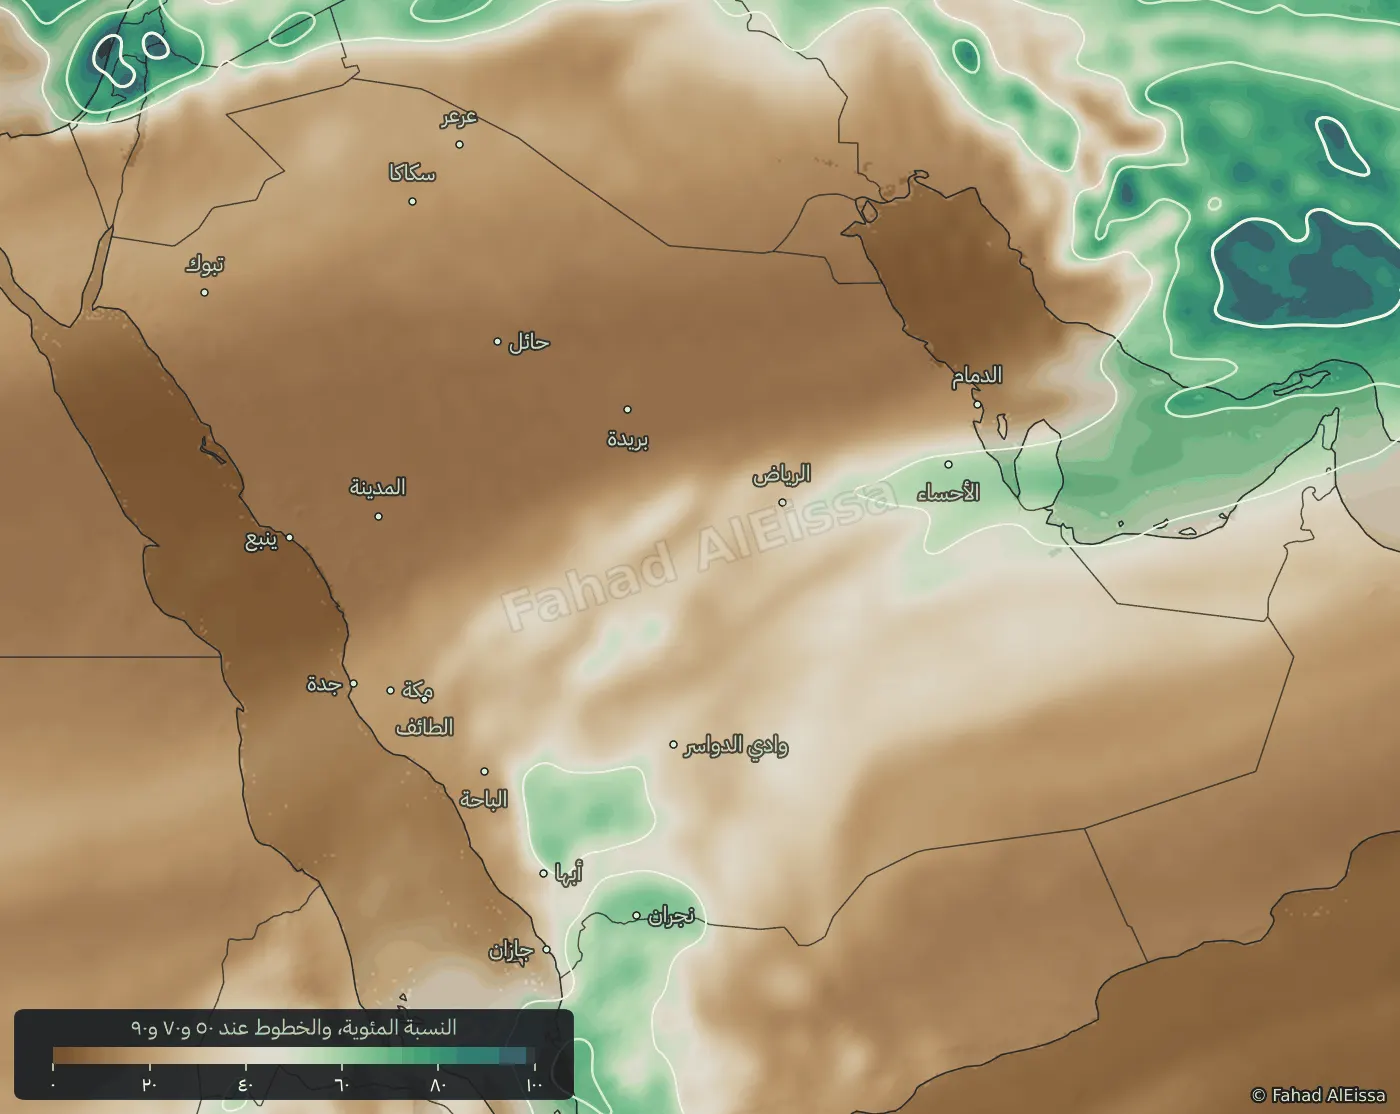 عرعر
سكاكا
تبوك
حائل
الدمام
بريدة
الرياض
الأحساء
المدينة
ينبع
Fahad AlEissa
جدة
مكة
الطائف
وادي الدواسر
الباحة
أبها
نجران
جازان
النسبة المئوية، والخطوط عند ٥٠ و٧٠ و٩٠
٠ ٢٠ ٤٠ ٦٠ ٨٠ ١٠٠
© Fahad AlEissa